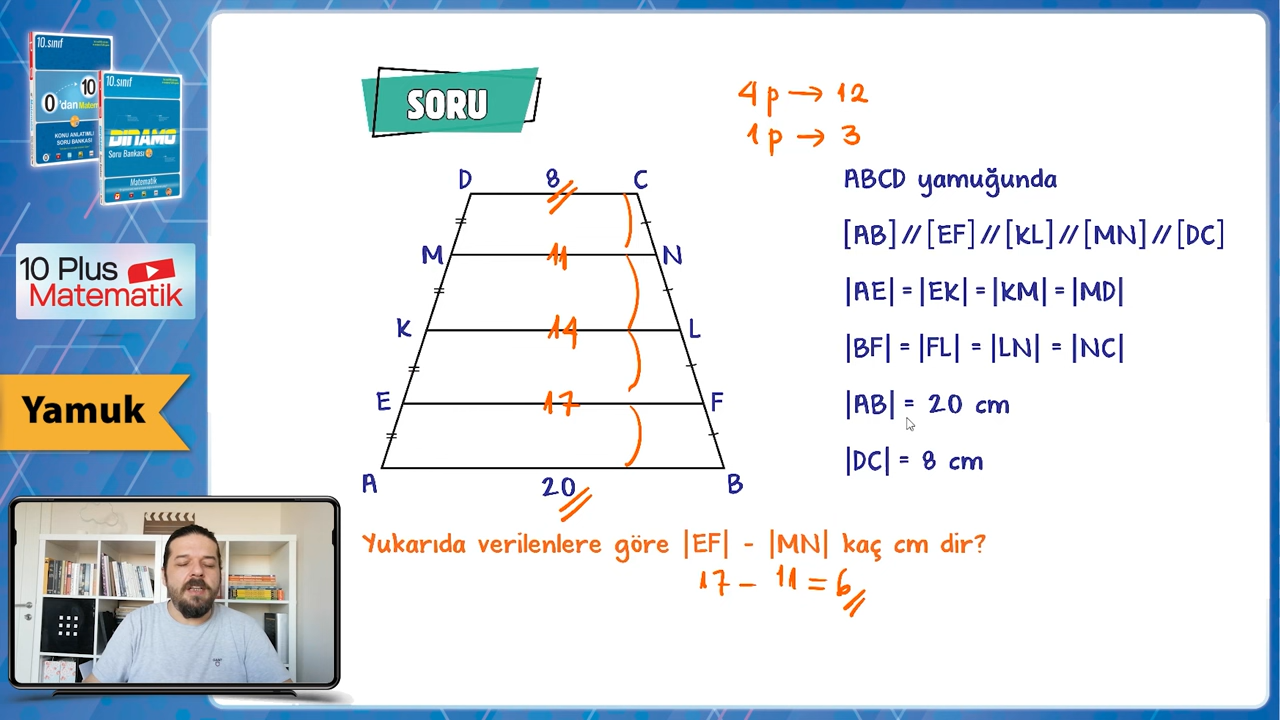 10.sınıf
0'dan 10
Matem
KONU ANLATIMLI
SORU BANKASI
10.sınıf
DİNAMO
Soru Bankası
Matematik
10 Plus
Matematik
Yamuk
SORU
4p → 12
1p → 3
D 8 C
M 11 N
K 14 L
E 17 F
A 20 B
ABCD yamuğunda
[AB] // [EF] // [KL] // [MN] // [DC]
|AE| = |EK| = |KM| = |MD|
|BF| = |FL| = |LN| = |NC|
|AB| = 20 cm
|DC| = 8 cm
Yukarıda verilenlere göre |EF| - |MN| kaç cm dir?
17 - 11 = 6